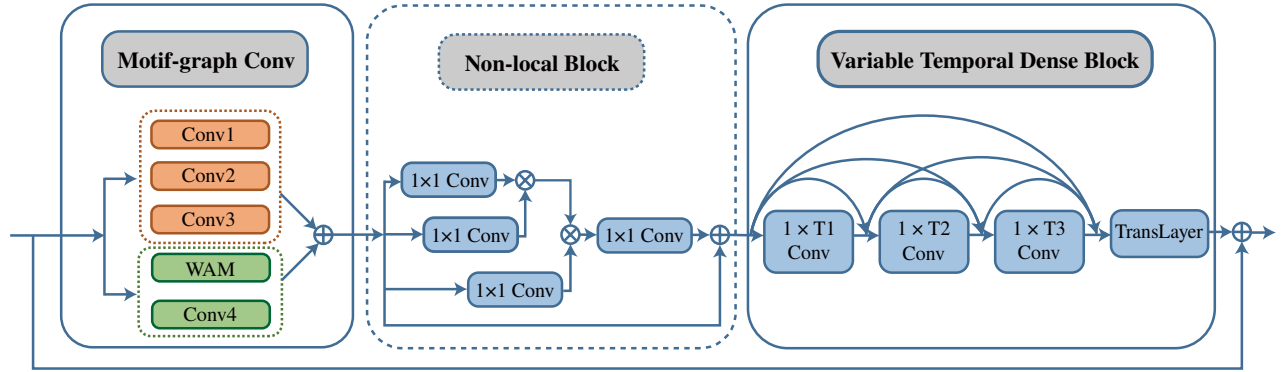 Motif-graph Conv
Conv1
Conv2
Conv3
WAM
Conv4
Non-local Block
1×1 Conv
1×1 Conv
1×1 Conv
1×1 Conv
Variable Temporal Dense Block
1 × T1
Conv
1 × T2
Conv
1 × T3
Conv
TransLayer